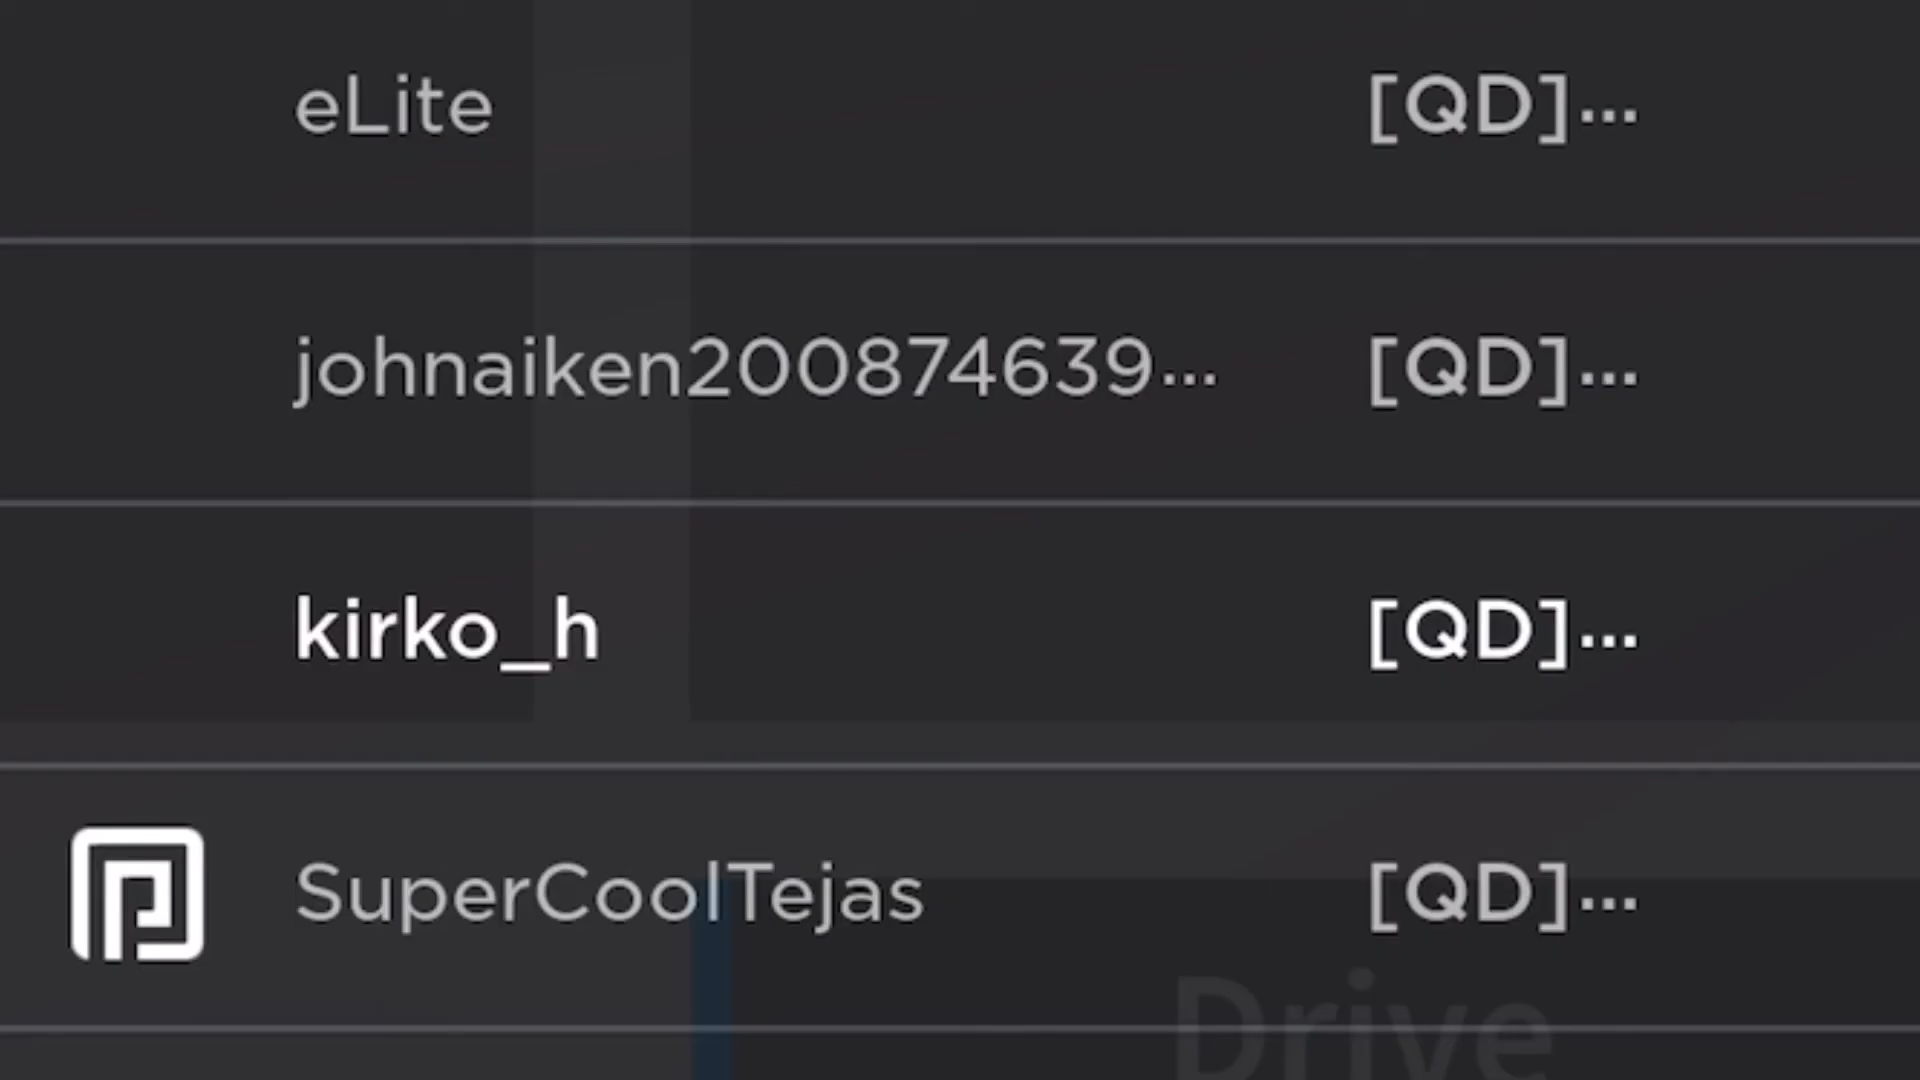 eLite [QD]...
johnaiken200874639... [QD]...
kirko_h [QD]...
SuperCoolTejas [QD]...
Drive